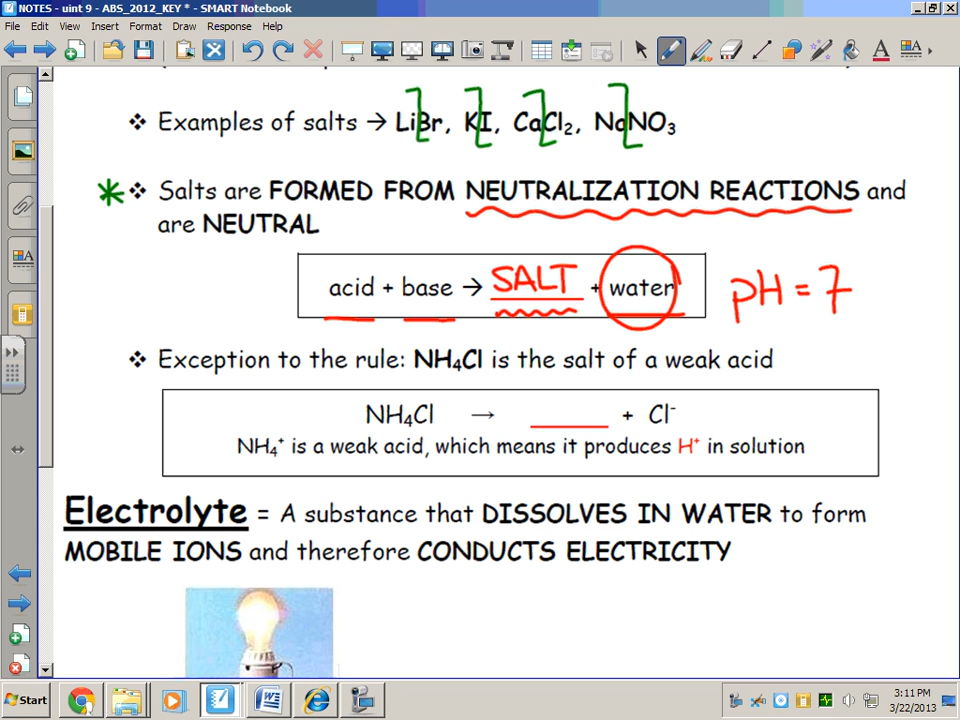 NOTES - uint 9 - ABS_2012_KEY * - SMART Notebook
File Edit View Insert Format Draw Response Help
❖ Examples of salts → LiBr, KI, CaCl₂, NaNO₃
* ❖ Salts are FORMED FROM NEUTRALIZATION REACTIONS and
are NEUTRAL
acid + base → SALT + water pH = 7
❖ Exception to the rule: NH₄Cl is the salt of a weak acid
NH₄Cl → ______ + Cl⁻
NH₄⁺ is a weak acid, which means it produces H⁺ in solution
Electrolyte = A substance that DISSOLVES IN WATER to form
MOBILE IONS and therefore CONDUCTS ELECTRICITY
Start
3:11 PM
3/22/2013